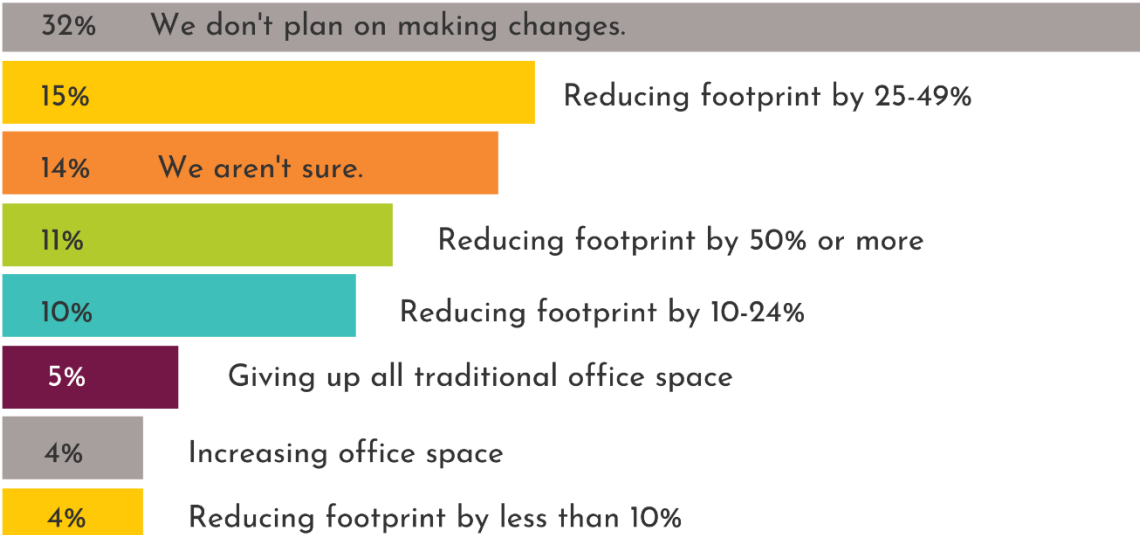 32% We don't plan on making changes.
15% Reducing footprint by 25-49%
14% We aren't sure.
11% Reducing footprint by 50% or more
10% Reducing footprint by 10-24%
5% Giving up all traditional office space
4% Increasing office space
4% Reducing footprint by less than 10%